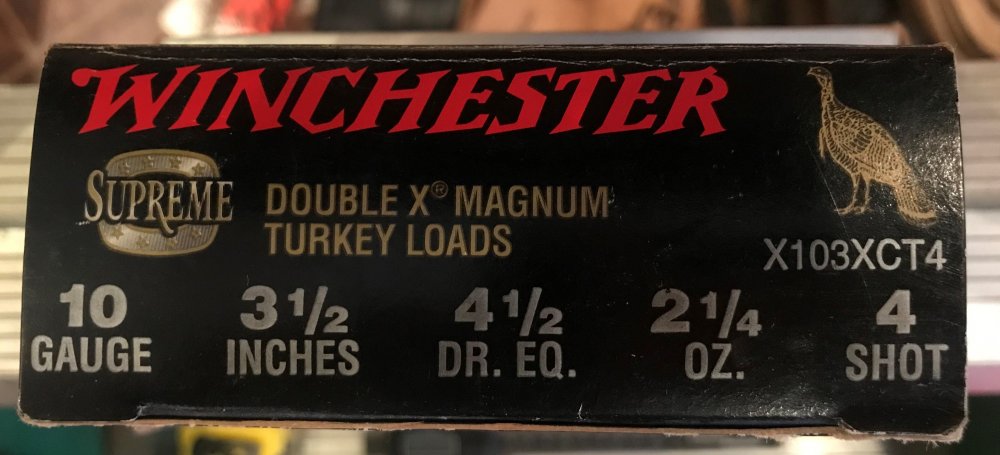 WINCHESTER
SUPREME
DOUBLE X® MAGNUM
TURKEY LOADS
X103XCT4
10 3 1/2 4 1/2 2 1/4 4
GAUGE INCHES DR. EQ. OZ. SHOT